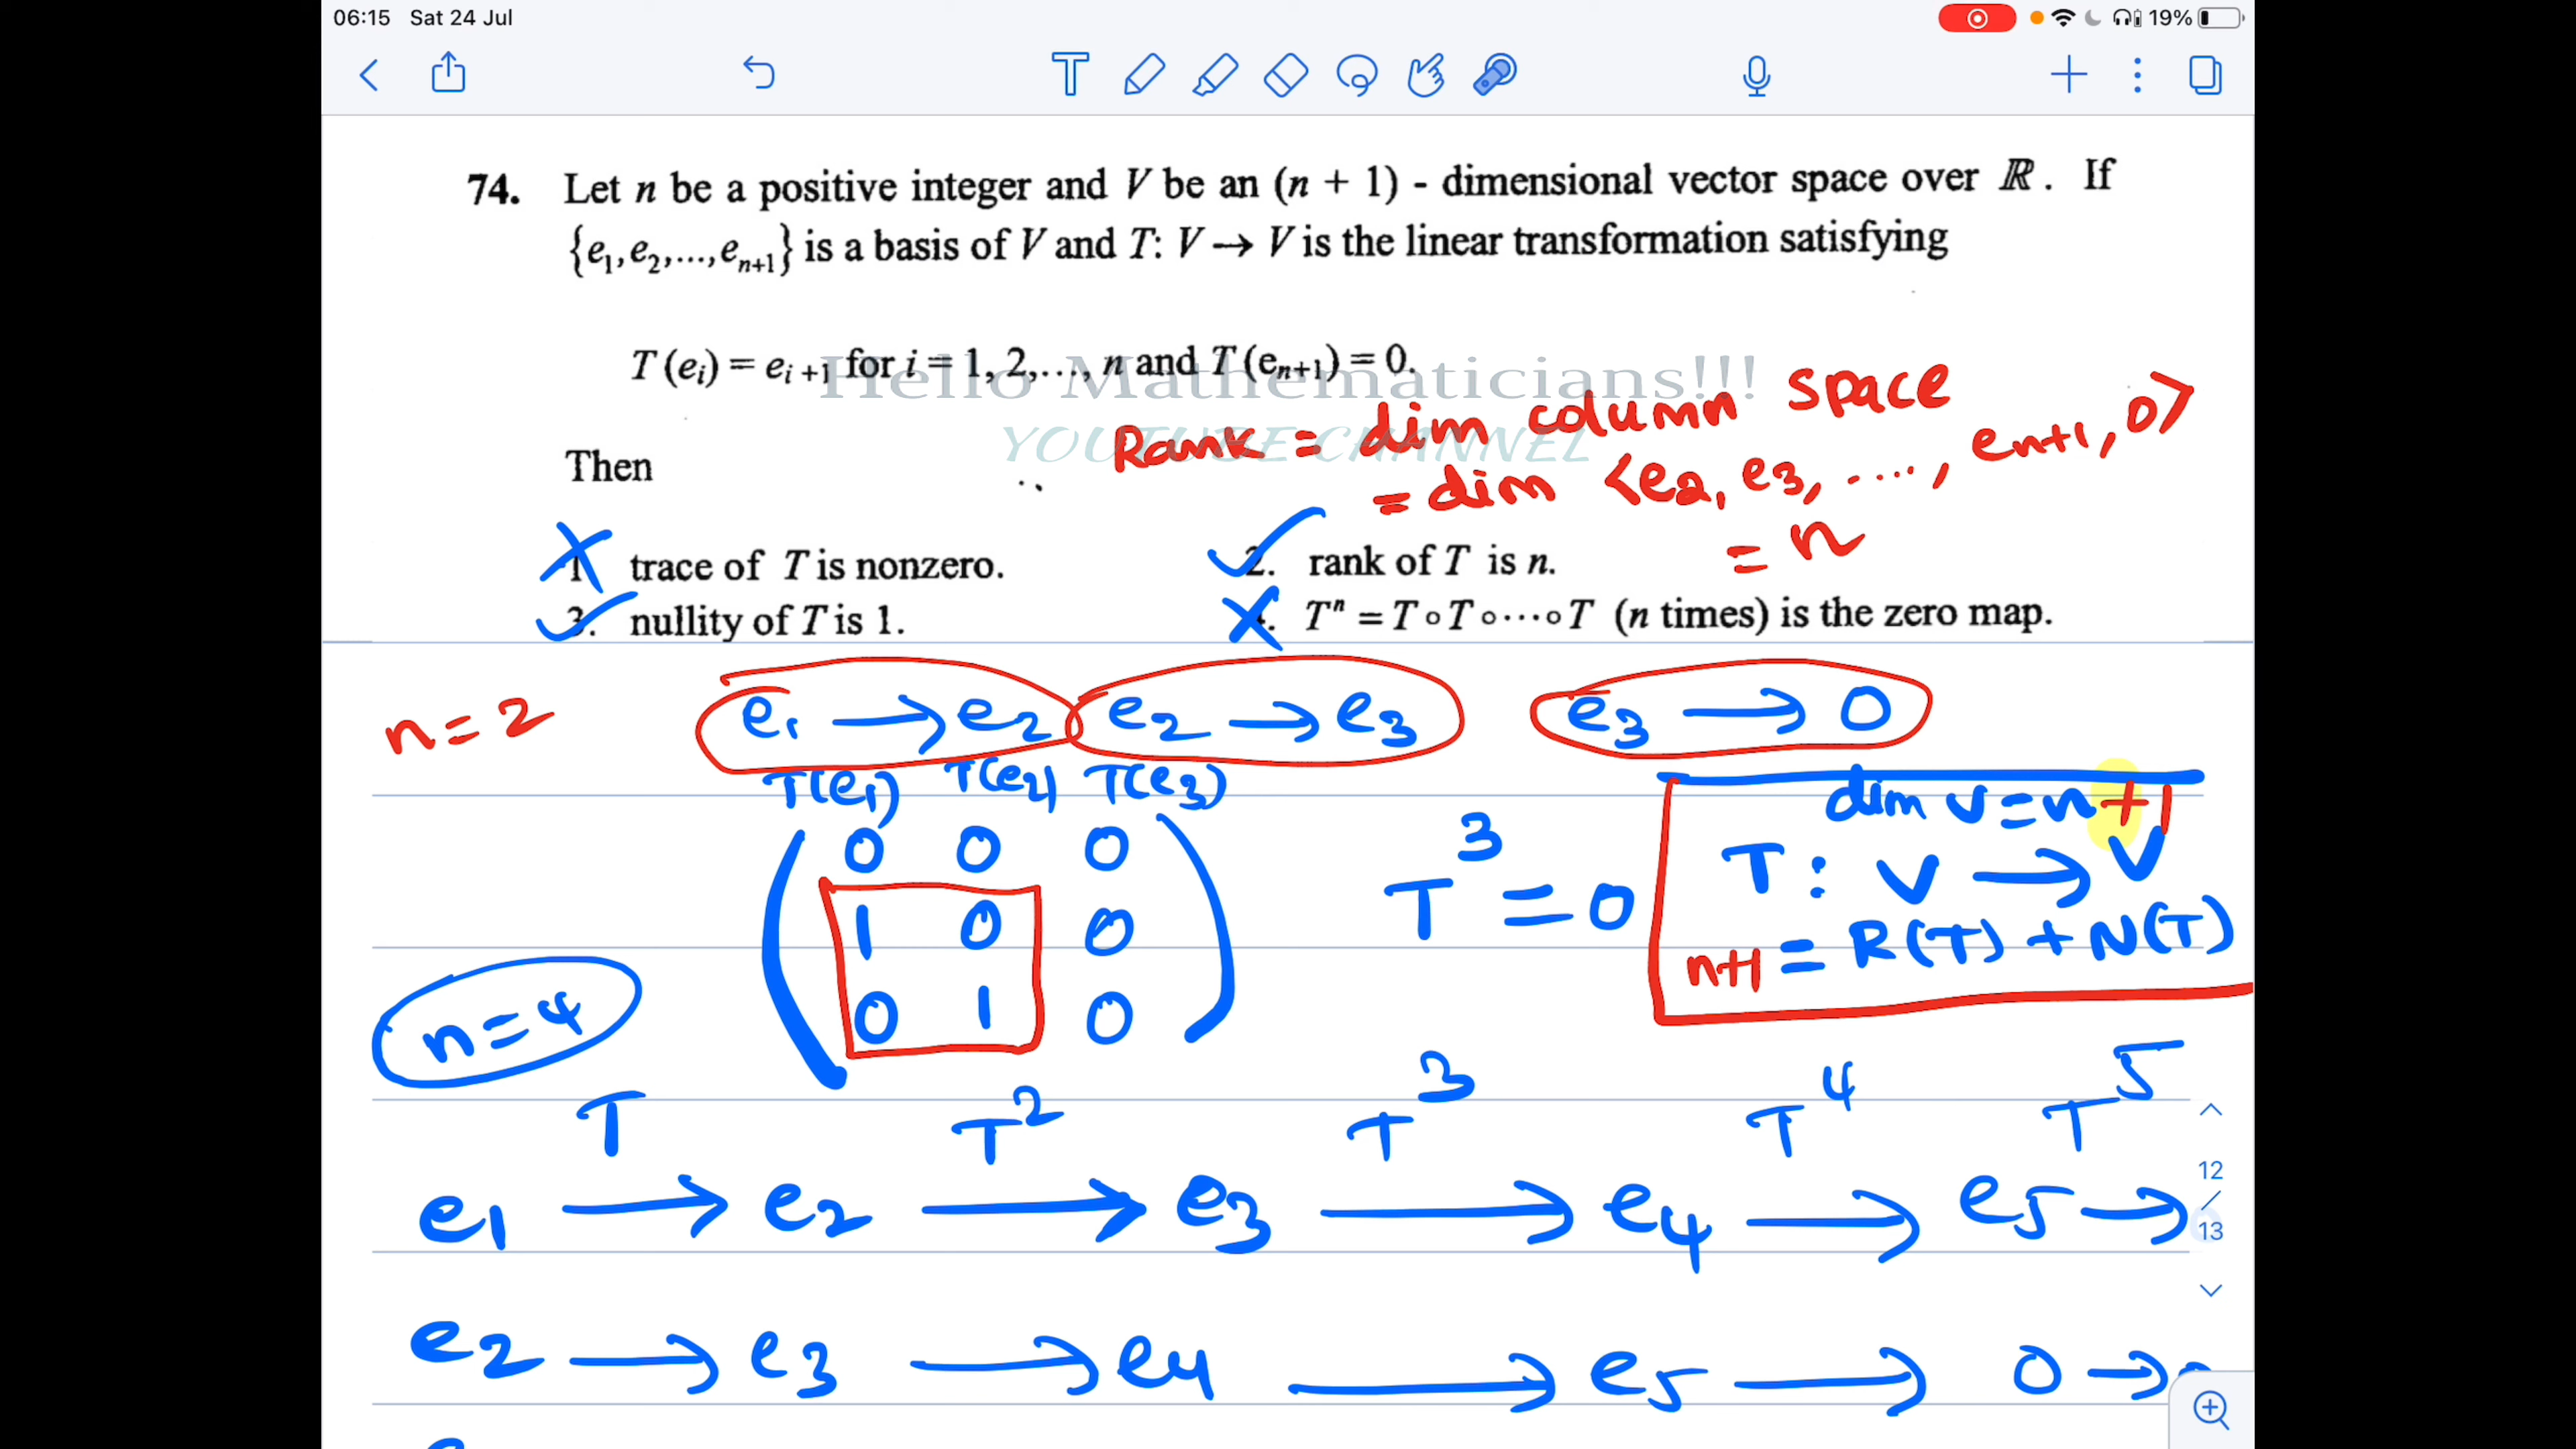 06:15 Sat 24 Jul 19%
74. Let n be a positive integer and V be an (n + 1) - dimensional vector space over ℝ. If
{e₁, e₂, ..., eₙ₊₁} is a basis of V and T: V → V is the linear transformation satisfying
T (eᵢ) = eᵢ ₊₁ for i = 1, 2,…, n and T (eₙ₊₁) = 0.
Hello Mathematicians!!!
YOUTUBE CHANNEL
Rank = dim column space
= dim <e₂, e₃, ...., eₙ₊₁, 0>
= n
Then
1 trace of T is nonzero. 2. rank of T is n.
3. nullity of T is 1. Tⁿ = T∘T∘⋯∘T (n times) is the zero map.
n=2 e₁ → e₂ e₂ → e₃ e₃ → 0
T(e₁) T(e₂) T(e₃)
0 0 0
1 0 0
0 1 0
T³ = 0
dim V = n+1
T : V → V
n+1 = R(T) + N(T)
n=4
T T² T³ T⁴ T⁵
e₁ → e₂ → e₃ → e₄ → e₅ →
e₂ → e₃ → e₄ → e₅ → 0 →
12
/
13